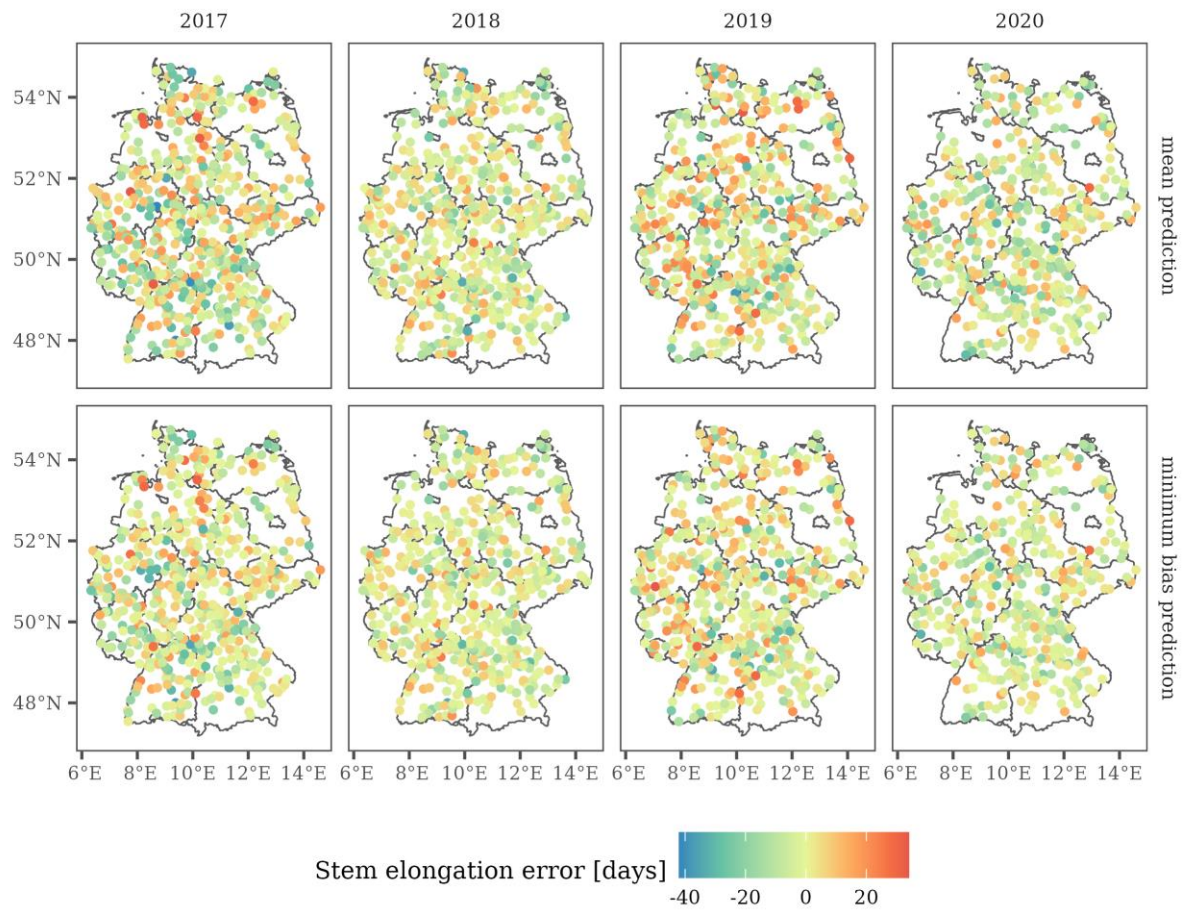 2017 2018 2019 2020
54°N
52°N
50°N
48°N
mean prediction
54°N
52°N
50°N
48°N
minimum bias prediction
6°E 8°E 10°E 12°E 14°E 6°E 8°E 10°E 12°E 14°E 6°E 8°E 10°E 12°E 14°E 6°E 8°E 10°E 12°E 14°E
Stem elongation error [days]
-40 -20 0 20